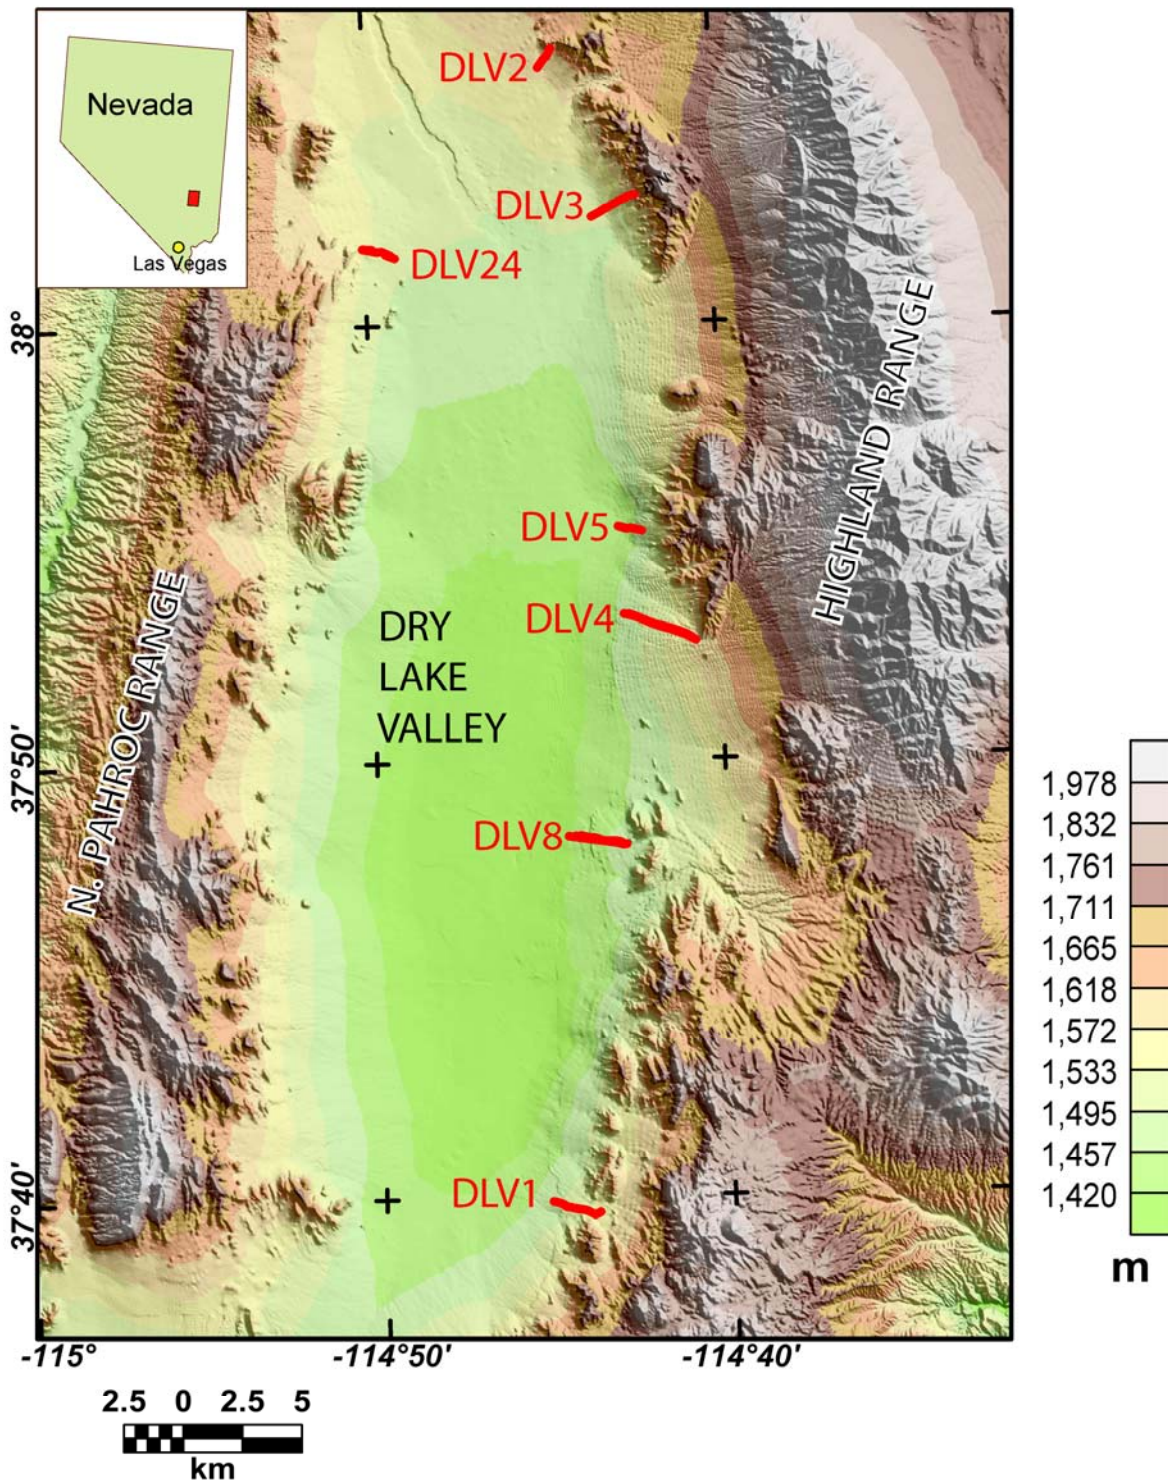 Nevada
Las Vegas
DLV2
DLV3
DLV24
38°
HIGHLAND RANGE
DLV5
DLV4
DRY
LAKE
VALLEY
N. PAHROC RANGE
37°50'
DLV8
1,978
1,832
1,761
1,711
1,665
1,618
1,572
1,533
1,495
1,457
1,420
m
37°40'
DLV1
-115° -114°50' -114°40'
2.5 0 2.5 5
km